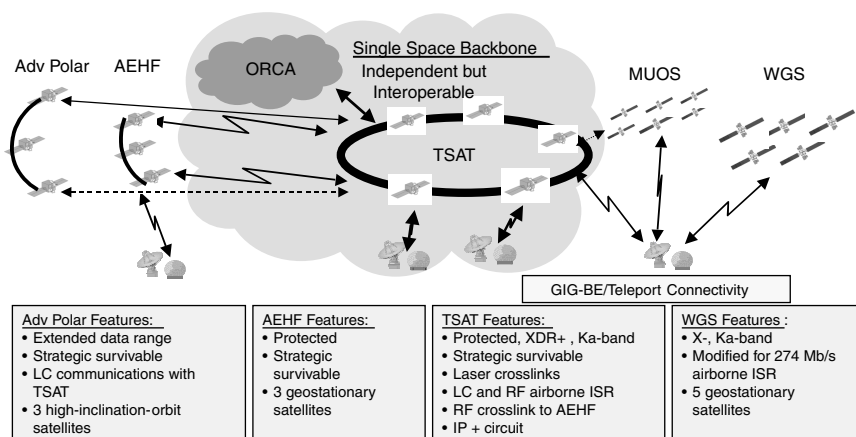 Single Space Backbone
Independent but
Interoperable
Adv Polar
AEHF
ORCA
MUOS
WGS
TSAT
GIG-BE/Teleport Connectivity
Adv Polar Features:
• Extended data range
• Strategic survivable
• LC communications with
TSAT
• 3 high-inclination-orbit
satellites
AEHF Features:
• Protected
• Strategic
survivable
• 3 geostationary
satellites
TSAT Features:
• Protected, XDR+ , Ka-band
• Strategic survivable
• Laser crosslinks
• LC and RF airborne ISR
• RF crosslink to AEHF
• IP + circuit
WGS Features :
• X-, Ka-band
• Modified for 274 Mb/s
airborne ISR
• 5 geostationary
satellites